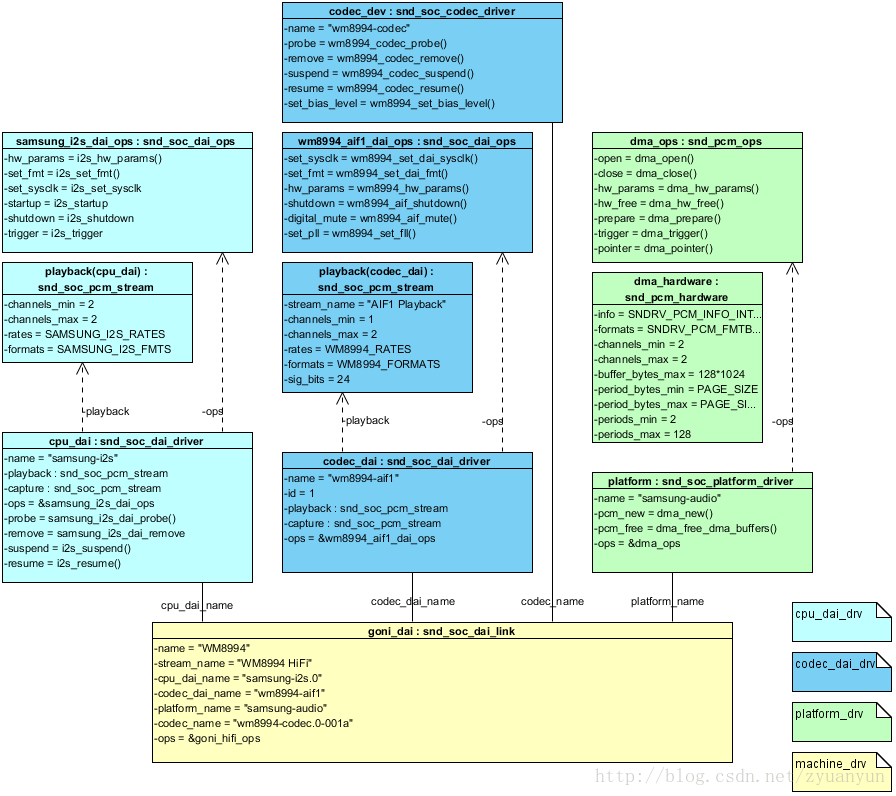 codec_dev : snd_soc_codec_driver
-name = "wm8994-codec"
-probe = wm8994_codec_probe()
-remove = wm8994_codec_remove()
-suspend = wm8994_codec_suspend()
-resume = wm8994_codec_resume()
-set_bias_level = wm8994_set_bias_level()
samsung_i2s_dai_ops : snd_soc_dai_ops
-hw_params = i2s_hw_params()
-set_fmt = i2s_set_fmt()
-set_sysclk = i2s_set_sysclk
-startup = i2s_startup
-shutdown = i2s_shutdown
-trigger = i2s_trigger
wm8994_aif1_dai_ops : snd_soc_dai_ops
-set_sysclk = wm8994_set_dai_sysclk()
-set_fmt = wm8994_set_dai_fmt()
-hw_params = wm8994_hw_params()
-shutdown = wm8994_aif_shutdown()
-digital_mute = wm8994_aif_mute()
-set_pll = wm8994_set_fll()
dma_ops : snd_pcm_ops
-open = dma_open()
-close = dma_close()
-hw_params = dma_hw_params()
-hw_free = dma_hw_free()
-prepare = dma_prepare()
-trigger = dma_trigger()
-pointer = dma_pointer()
playback(cpu_dai) :
snd_soc_pcm_stream
-channels_min = 2
-channels_max = 2
-rates = SAMSUNG_I2S_RATES
-formats = SAMSUNG_I2S_FMTS
playback(codec_dai) :
snd_soc_pcm_stream
-stream_name = "AIF1 Playback"
-channels_min = 1
-channels_max = 2
-rates = WM8994_RATES
-formats = WM8994_FORMATS
-sig_bits = 24
dma_hardware :
snd_pcm_hardware
-info = SNDRV_PCM_INFO_INT...
-formats = SNDRV_PCM_FMTB...
-channels_min = 2
-channels_max = 2
-buffer_bytes_max = 128*1024
-period_bytes_min = PAGE_SIZE
-period_bytes_max = PAGE_SI...
-periods_min = 2
-periods_max = 128
-playback
-ops
-playback
-ops
-ops
cpu_dai : snd_soc_dai_driver
-name = "samsung-i2s"
-playback : snd_soc_pcm_stream
-capture : snd_soc_pcm_stream
-ops = &samsung_i2s_dai_ops
-probe = samsung_i2s_dai_probe()
-remove = samsung_i2s_dai_remove
-suspend = i2s_suspend()
-resume = i2s_resume()
codec_dai : snd_soc_dai_driver
-name = "wm8994-aif1"
-id = 1
-playback : snd_soc_pcm_stream
-capture : snd_soc_pcm_stream
-ops = &wm8994_aif1_dai_ops
platform : snd_soc_platform_driver
-name = "samsung-audio"
-pcm_new = dma_new()
-pcm_free = dma_free_dma_buffers()
-ops = &dma_ops
cpu_dai_name
codec_dai_name
codec_name
platform_name
goni_dai : snd_soc_dai_link
-name = "WM8994"
-stream_name = "WM8994 HiFi"
-cpu_dai_name = "samsung-i2s.0"
-codec_dai_name = "wm8994-aif1"
-platform_name = "samsung-audio"
-codec_name = "wm8994-codec.0-001a"
-ops = &goni_hifi_ops
cpu_dai_drv
codec_dai_drv
platform_drv
machine_drv
http://blog.csdn.net/zyuanyun